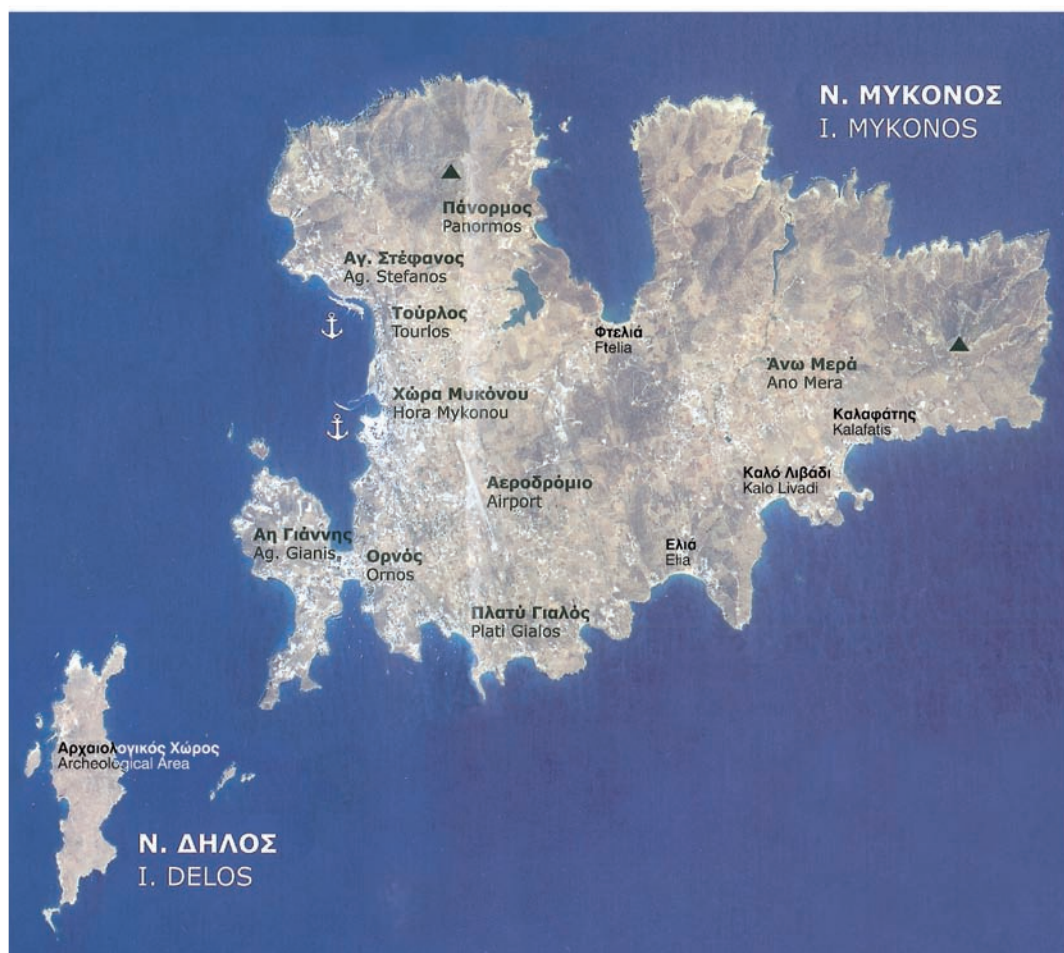 Ν. ΜΥΚΟΝΟΣ
I. MYKONOS
Πάνορμος
Panormos
Αγ. Στέφανος
Ag. Stefanos
Τούρλος
Tourlos
Φτελιά
Ftelia
Άνω Μερά
Ano Mera
Χώρα Μυκόνου
Hora Mykonou
Καλαφάτης
Kalafatis
Καλό Λιβάδι
Kalo Livadi
Αεροδρόμιο
Airport
Αη Γιάννης
Ag. Gianis
Ορνός
Ornos
Ελιά
Elia
Πλατύ Γιαλός
Plati Gialos
Αρχαιολογικός Χώρος
Archeological Area
Ν. ΔΗΛΟΣ
I. DELOS